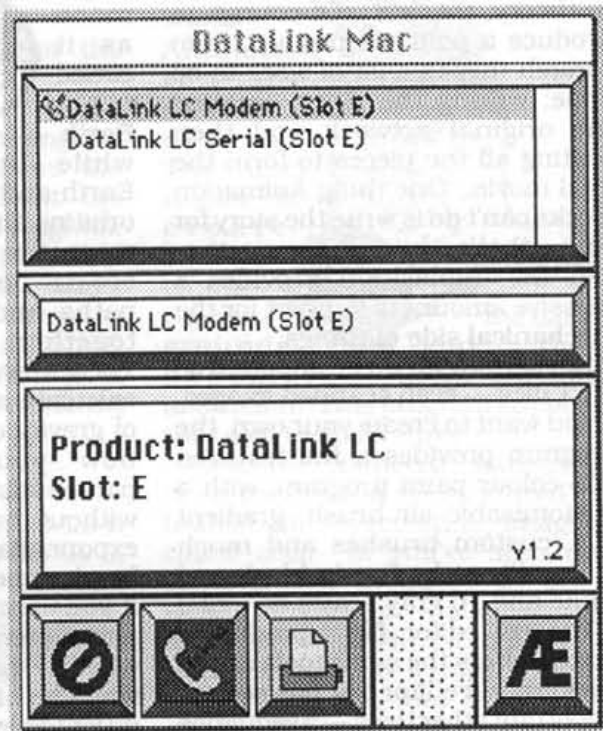 DataLink Mac
DataLink LC Modem (Slot E)
DataLink LC Serial (Slot E)
DataLink LC Modem (Slot E)
Product: DataLink LC
Slot: E
v1.2
Æ